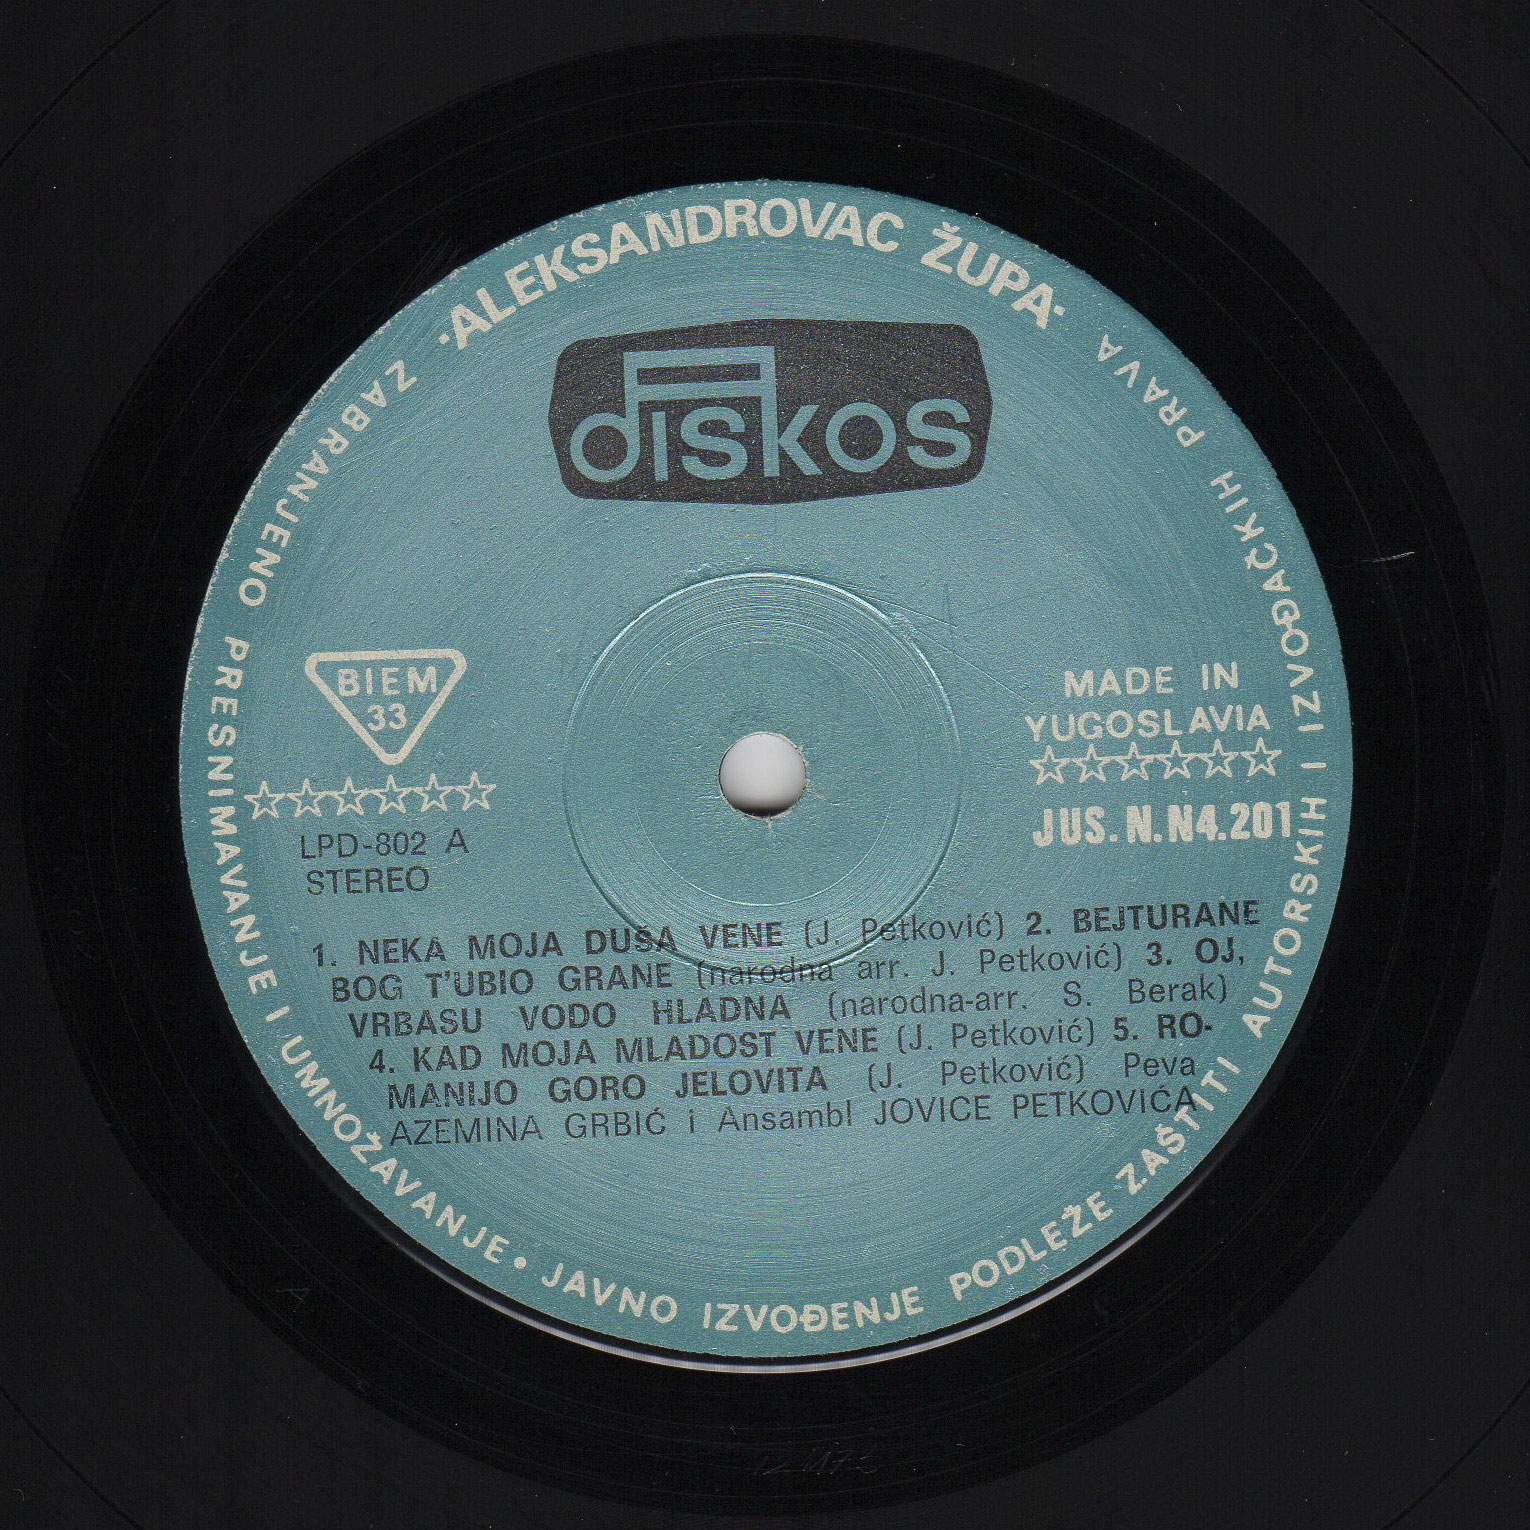 ·ALEKSANDROVAC ŽUPA·
diskos
BIEM
33
MADE IN
YUGOSLAVIA
LPD-802 A
STEREO
JUS. N.N4.201
1. NEKA MOJA DUŠA VENE (J. Petković) 2. BEJTURANE
BOG T'UBIO GRANE (narodna arr. J. Petković) 3. OJ,
VRBASU VODO HLADNA (narodna-arr. S. Berak)
4. KAD MOJA MLADOST VENE (J. Petković) 5. RO-
MANIJO GORO JELOVITA (J. Petković) Peva
AZEMINA GRBIĆ i Ansambl JOVICE PETKOVIĆA
ZABRANJENO PRESNIMAVANJE I UMNOŽAVANJE • JAVNO IZVOĐENJE PODLEŽE ZAŠTITI AUTORSKIH I IZVOĐAČKIH PRAVA